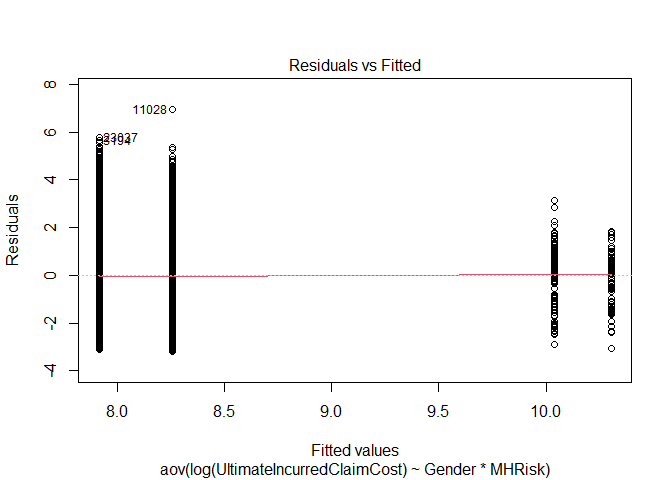 Residuals vs Fitted
Residuals
8
6
4
2
0
-2
-4
11028
23037
5194
8.0 8.5 9.0 9.5 10.0
Fitted values
aov(log(UltimateIncurredClaimCost) ~ Gender * MHRisk)